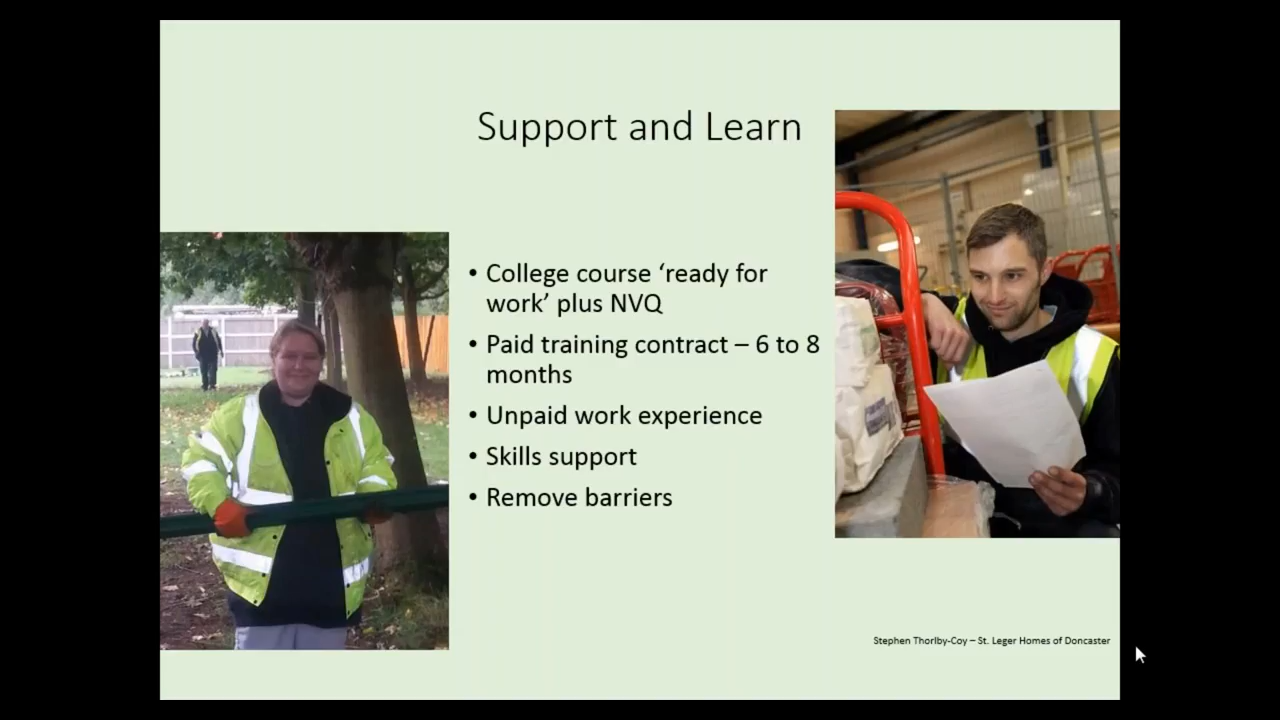 Support and Learn
• College course ‘ready for
work’ plus NVQ
• Paid training contract – 6 to 8
months
• Unpaid work experience
• Skills support
• Remove barriers
Stephen Thorlby-Coy – St. Leger Homes of Doncaster